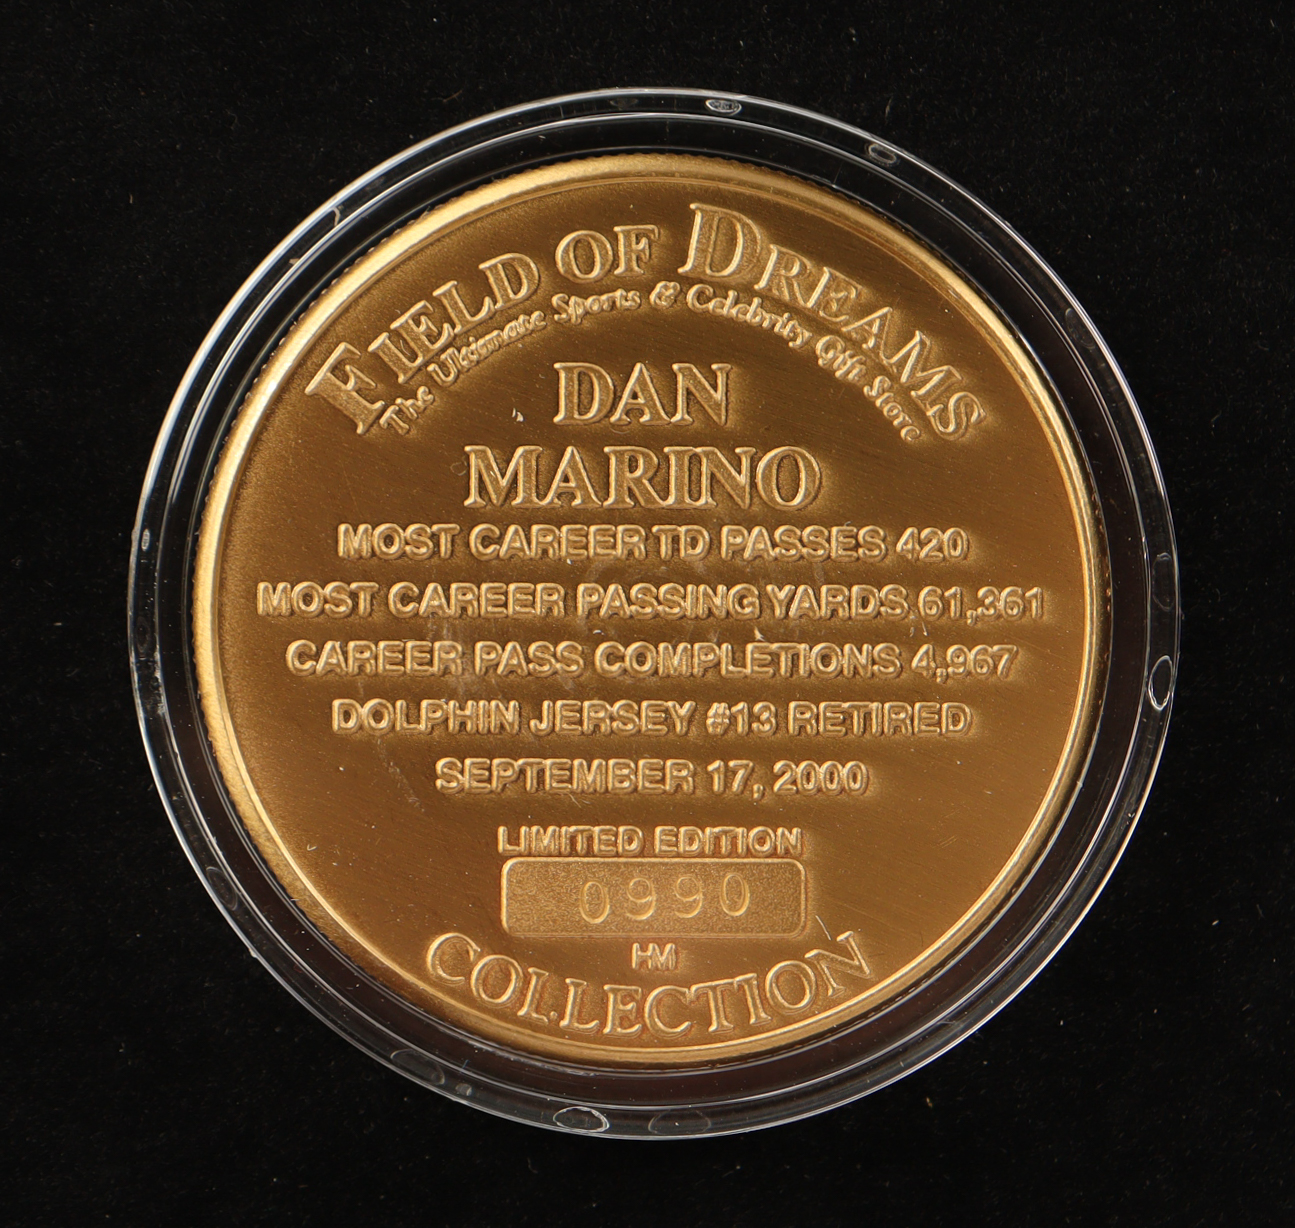 FIELD OF DREAMS
The Ultimate Sports & Celebrity Gift Store
DAN
MARINO
MOST CAREER TD PASSES 420
MOST CAREER PASSING YARDS 61,361
CAREER PASS COMPLETIONS 4,967
DOLPHIN JERSEY #13 RETIRED
SEPTEMBER 17, 2000
LIMITED EDITION
0990
HM
COLLECTION